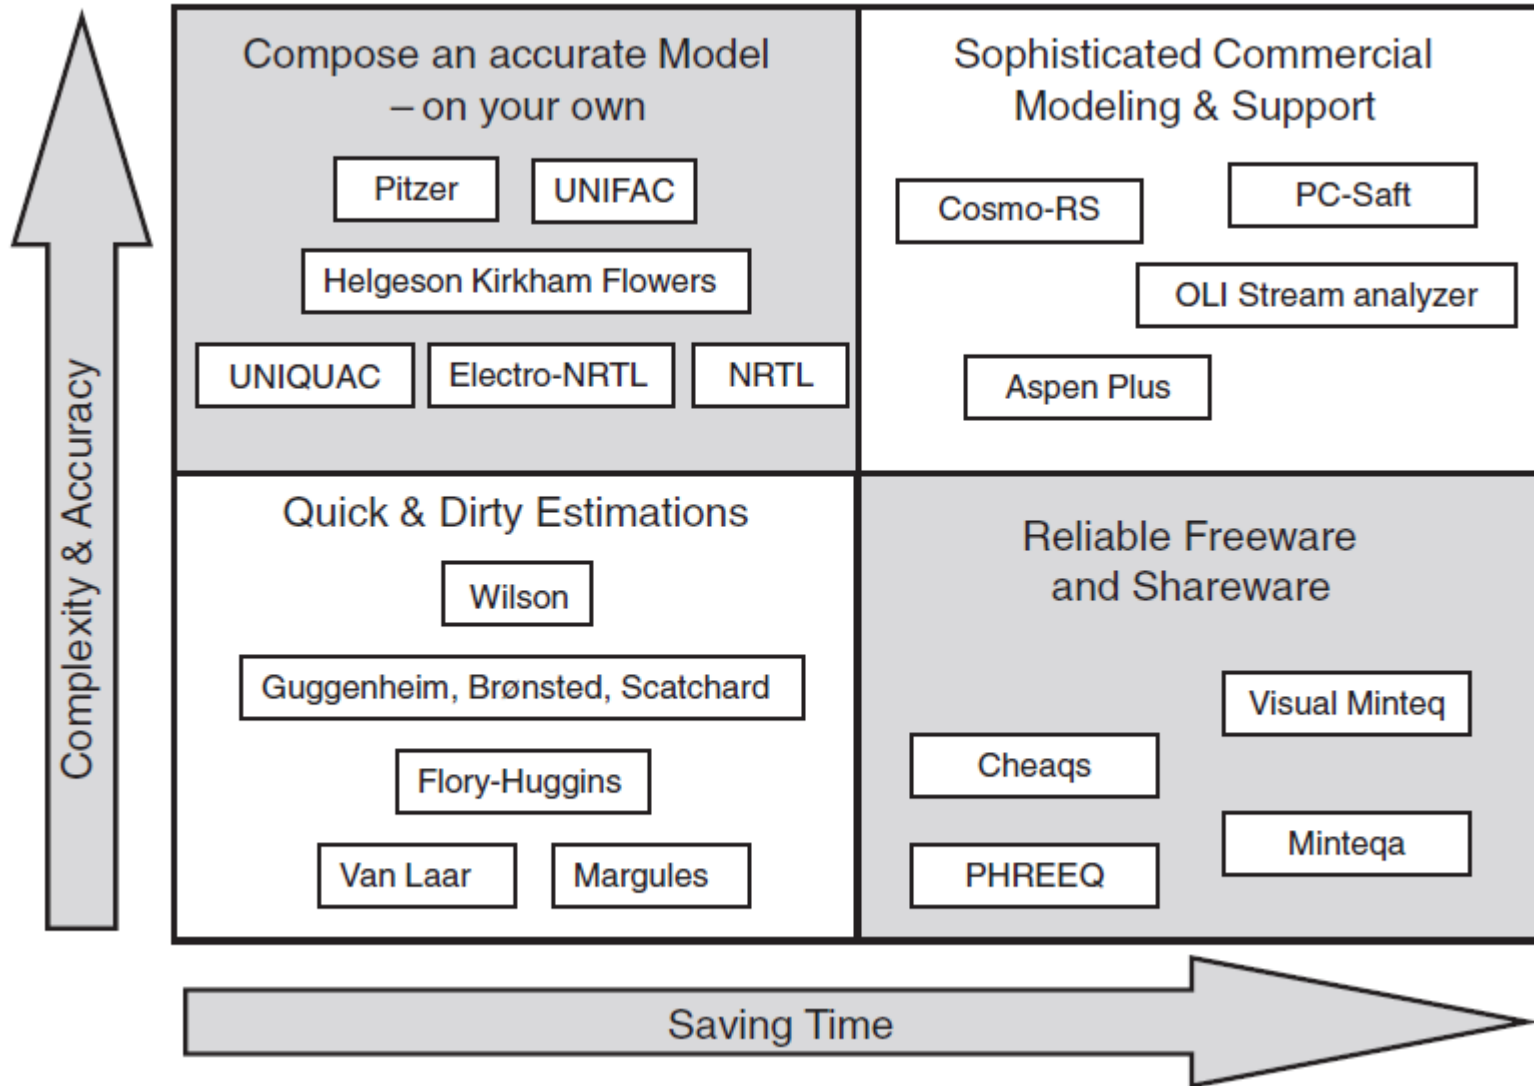 Compose an accurate Model
– on your own
Pitzer
UNIFAC
Helgeson Kirkham Flowers
UNIQUAC
Electro-NRTL
NRTL
Sophisticated Commercial
Modeling & Support
Cosmo-RS
PC-Saft
OLI Stream analyzer
Aspen Plus
Quick & Dirty Estimations
Wilson
Guggenheim, Brønsted, Scatchard
Flory-Huggins
Van Laar
Margules
Reliable Freeware
and Shareware
Visual Minteq
Cheaqs
Minteqa
PHREEQ
Complexity & Accuracy
Saving Time